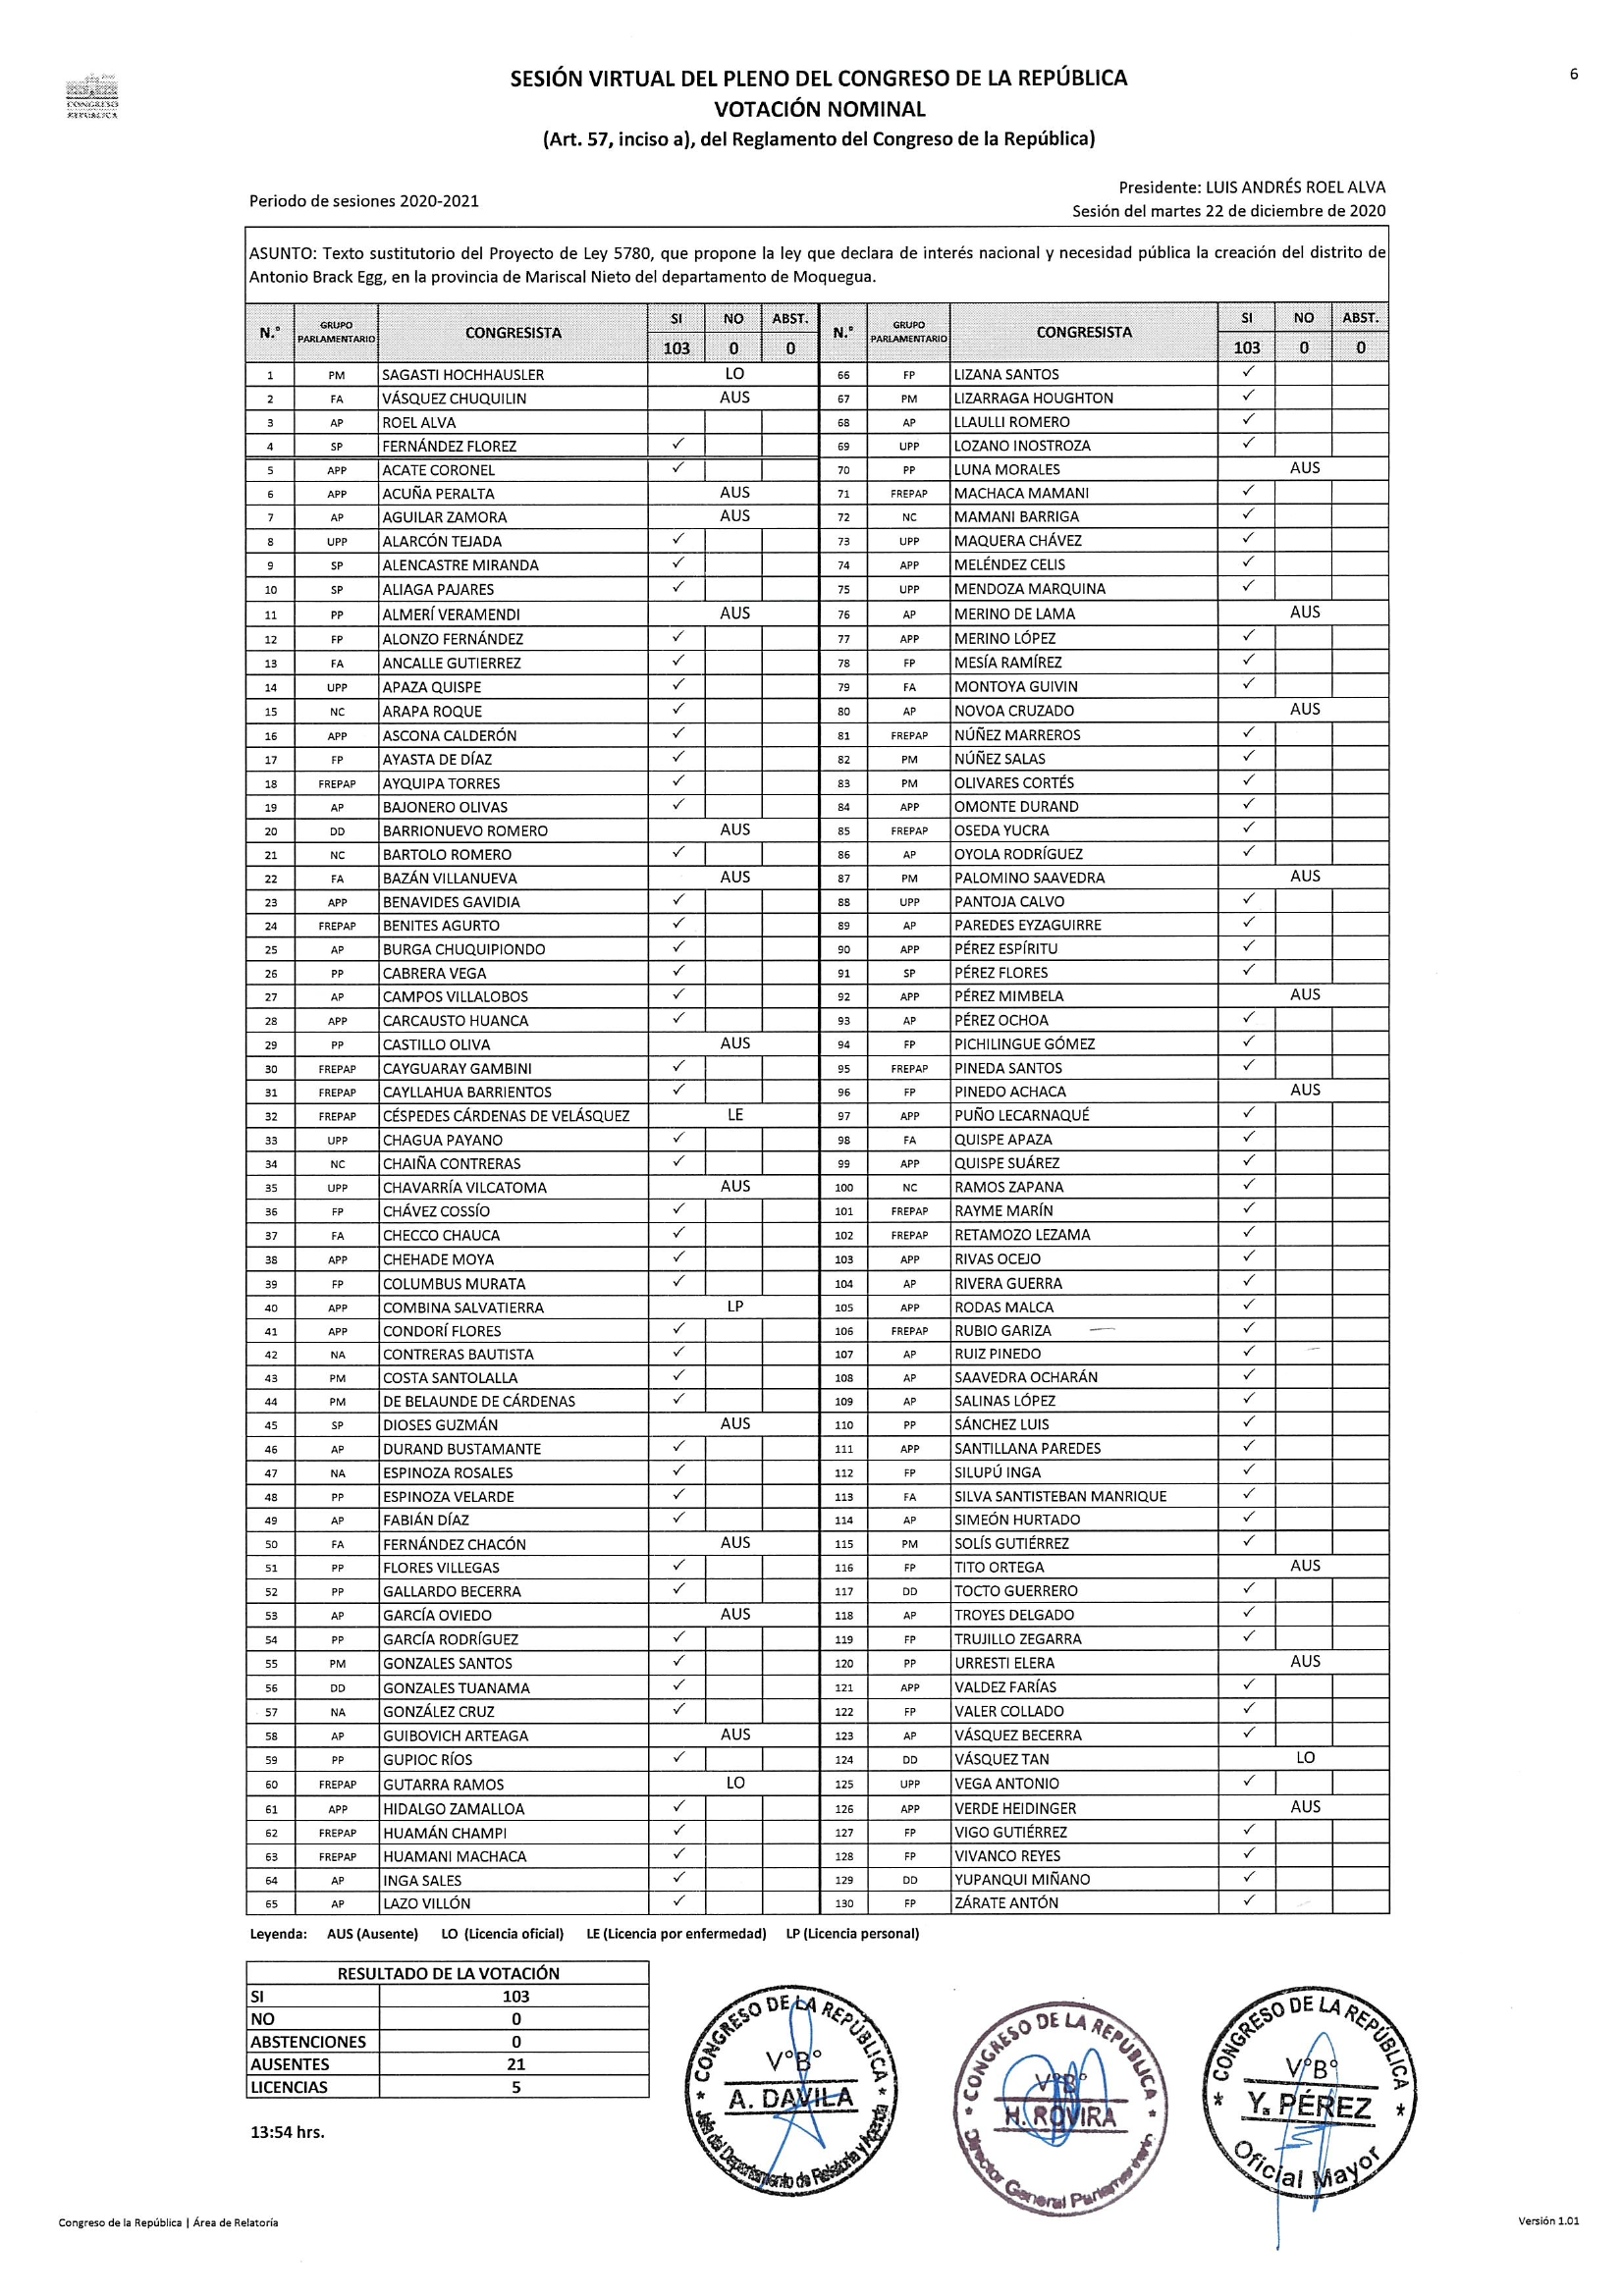 CONGRESO
REPÚBLICA
6
SESIÓN VIRTUAL DEL PLENO DEL CONGRESO DE LA REPÚBLICA
VOTACIÓN NOMINAL
(Art. 57, inciso a), del Reglamento del Congreso de la República)
Periodo de sesiones 2020-2021
Presidente: LUIS ANDRÉS ROEL ALVA
Sesión del martes 22 de diciembre de 2020
ASUNTO: Texto sustitutorio del Proyecto de Ley 5780, que propone la ley que declara de interés nacional y necesidad pública la creación del distrito de
Antonio Brack Egg, en la provincia de Mariscal Nieto del departamento de Moquegua.
N.° GRUPO PARLAMENTARIO CONGRESISTA SI NO ABST.
103 0 0
1 PM SAGASTI HOCHHAUSLER LO
2 FA VÁSQUEZ CHUQUILIN AUS
3 AP ROEL ALVA
4 SP FERNÁNDEZ FLOREZ ✓
5 APP ACATE CORONEL ✓
6 APP ACUÑA PERALTA AUS
7 AP AGUILAR ZAMORA AUS
8 UPP ALARCÓN TEJADA ✓
9 SP ALENCASTRE MIRANDA ✓
10 SP ALIAGA PAJARES ✓
11 PP ALMERÍ VERAMENDI AUS
12 FP ALONZO FERNÁNDEZ ✓
13 FA ANCALLE GUTIERREZ ✓
14 UPP APAZA QUISPE ✓
15 NC ARAPA ROQUE ✓
16 APP ASCONA CALDERÓN ✓
17 FP AYASTA DE DÍAZ ✓
18 FREPAP AYQUIPA TORRES ✓
19 AP BAJONERO OLIVAS ✓
20 DD BARRIONUEVO ROMERO AUS
21 NC BARTOLO ROMERO ✓
22 FA BAZÁN VILLANUEVA AUS
23 APP BENAVIDES GAVIDIA ✓
24 FREPAP BENITES AGURTO ✓
25 AP BURGA CHUQUIPIONDO ✓
26 PP CABRERA VEGA ✓
27 AP CAMPOS VILLALOBOS ✓
28 APP CARCAUSTO HUANCA ✓
29 PP CASTILLO OLIVA AUS
30 FREPAP CAYGUARAY GAMBINI ✓
31 FREPAP CAYLLAHUA BARRIENTOS ✓
32 FREPAP CÉSPEDES CÁRDENAS DE VELÁSQUEZ LE
33 UPP CHAGUA PAYANO ✓
34 NC CHAIÑA CONTRERAS ✓
35 UPP CHAVARRÍA VILCATOMA AUS
36 FP CHÁVEZ COSSÍO ✓
37 FA CHECCO CHAUCA ✓
38 APP CHEHADE MOYA ✓
39 FP COLUMBUS MURATA ✓
40 APP COMBINA SALVATIERRA LP
41 APP CONDORÍ FLORES ✓
42 NA CONTRERAS BAUTISTA ✓
43 PM COSTA SANTOLALLA ✓
44 PM DE BELAUNDE DE CÁRDENAS ✓
45 SP DIOSES GUZMÁN AUS
46 AP DURAND BUSTAMANTE ✓
47 NA ESPINOZA ROSALES ✓
48 PP ESPINOZA VELARDE ✓
49 AP FABIÁN DÍAZ ✓
50 FA FERNÁNDEZ CHACÓN AUS
51 PP FLORES VILLEGAS ✓
52 PP GALLARDO BECERRA ✓
53 AP GARCÍA OVIEDO AUS
54 PP GARCÍA RODRÍGUEZ ✓
55 PM GONZALES SANTOS ✓
56 DD GONZALES TUANAMA ✓
57 NA GONZÁLEZ CRUZ ✓
58 AP GUIBOVICH ARTEAGA AUS
59 PP GUPIOC RÍOS ✓
60 FREPAP GUTARRA RAMOS LO
61 APP HIDALGO ZAMALLOA ✓
62 FREPAP HUAMÁN CHAMPI ✓
63 FREPAP HUAMANI MACHACA ✓
64 AP INGA SALES ✓
65 AP LAZO VILLÓN ✓
N.° GRUPO PARLAMENTARIO CONGRESISTA SI NO ABST.
103 0 0
66 FP LIZANA SANTOS ✓
67 PM LIZARRAGA HOUGHTON ✓
68 AP LLAULLI ROMERO ✓
69 UPP LOZANO INOSTROZA ✓
70 PP LUNA MORALES AUS
71 FREPAP MACHACA MAMANI ✓
72 NC MAMANI BARRIGA ✓
73 UPP MAQUERA CHÁVEZ ✓
74 APP MELÉNDEZ CELIS ✓
75 UPP MENDOZA MARQUINA ✓
76 AP MERINO DE LAMA AUS
77 APP MERINO LÓPEZ ✓
78 FP MESÍA RAMÍREZ ✓
79 FA MONTOYA GUIVIN ✓
80 AP NOVOA CRUZADO AUS
81 FREPAP NÚÑEZ MARREROS ✓
82 PM NÚÑEZ SALAS ✓
83 PM OLIVARES CORTÉS ✓
84 APP OMONTE DURAND ✓
85 FREPAP OSEDA YUCRA ✓
86 AP OYOLA RODRÍGUEZ ✓
87 PM PALOMINO SAAVEDRA AUS
88 UPP PANTOJA CALVO ✓
89 AP PAREDES EYZAGUIRRE ✓
90 APP PÉREZ ESPÍRITU ✓
91 SP PÉREZ FLORES ✓
92 APP PÉREZ MIMBELA AUS
93 AP PÉREZ OCHOA ✓
94 FP PICHILINGUE GÓMEZ ✓
95 FREPAP PINEDA SANTOS ✓
96 FP PINEDO ACHACA AUS
97 APP PUÑO LECARNAQUÉ ✓
98 FA QUISPE APAZA ✓
99 APP QUISPE SUÁREZ ✓
100 NC RAMOS ZAPANA ✓
101 FREPAP RAYME MARÍN ✓
102 FREPAP RETAMOZO LEZAMA ✓
103 APP RIVAS OCEJO ✓
104 AP RIVERA GUERRA ✓
105 APP RODAS MALCA ✓
106 FREPAP RUBIO GARIZA ✓
107 AP RUIZ PINEDO ✓
108 AP SAAVEDRA OCHARÁN ✓
109 AP SALINAS LÓPEZ ✓
110 PP SÁNCHEZ LUIS ✓
111 APP SANTILLANA PAREDES ✓
112 FP SILUPÚ INGA ✓
113 FA SILVA SANTISTEBAN MANRIQUE ✓
114 AP SIMEÓN HURTADO ✓
115 PM SOLÍS GUTIÉRREZ ✓
116 FP TITO ORTEGA AUS
117 DD TOCTO GUERRERO ✓
118 AP TROYES DELGADO ✓
119 FP TRUJILLO ZEGARRA ✓
120 PP URRESTI ELERA AUS
121 APP VALDEZ FARÍAS ✓
122 FP VALER COLLADO ✓
123 AP VÁSQUEZ BECERRA ✓
124 DD VÁSQUEZ TAN LO
125 UPP VEGA ANTONIO ✓
126 APP VERDE HEIDINGER AUS
127 FP VIGO GUTIÉRREZ ✓
128 FP VIVANCO REYES ✓
129 DD YUPANQUI MIÑANO ✓
130 FP ZÁRATE ANTÓN ✓
Leyenda: AUS (Ausente) LO (Licencia oficial) LE (Licencia por enfermedad) LP (Licencia personal)
RESULTADO DE LA VOTACIÓN
SI 103
NO 0
ABSTENCIONES 0
AUSENTES 21
LICENCIAS 5
13:54 hrs.
CONGRESO DE LA REPÚBLICA
V°B°
A. DAVILA
Jefa del Departamento de Relatoría y Agenda
CONGRESO DE LA REPÚBLICA
V°B°
H. ROVIRA
Director General Parlamentario
CONGRESO DE LA REPÚBLICA
V°B°
Y. PÉREZ
Oficial Mayor
Congreso de la República | Área de Relatoría
Versión 1.01